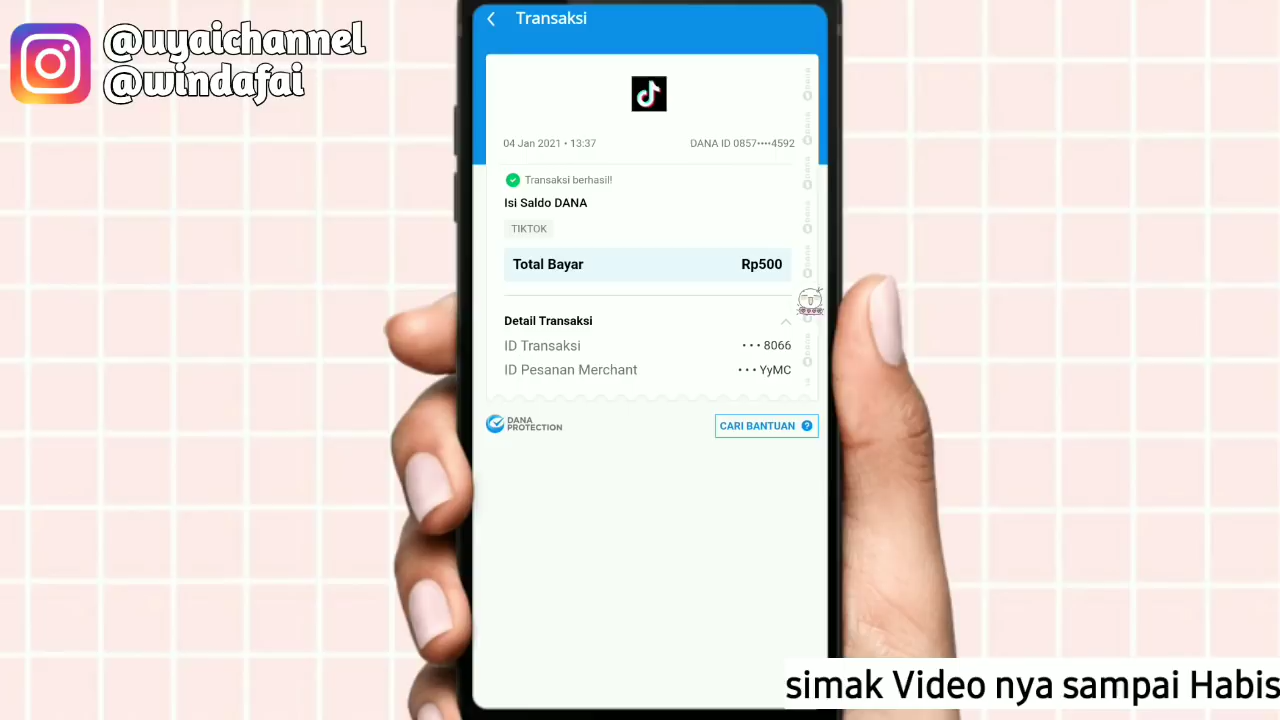 @uyaichannel
@windafai
Transaksi
04 Jan 2021 • 13:37
DANA ID 0857••••4592
Transaksi berhasil!
Isi Saldo DANA
TIKTOK
Total Bayar
Rp500
Detail Transaksi
ID Transaksi
• • • 8066
ID Pesanan Merchant
• • • YyMC
DANA
PROTECTION
CARI BANTUAN ?
simak Video nya sampai Habis